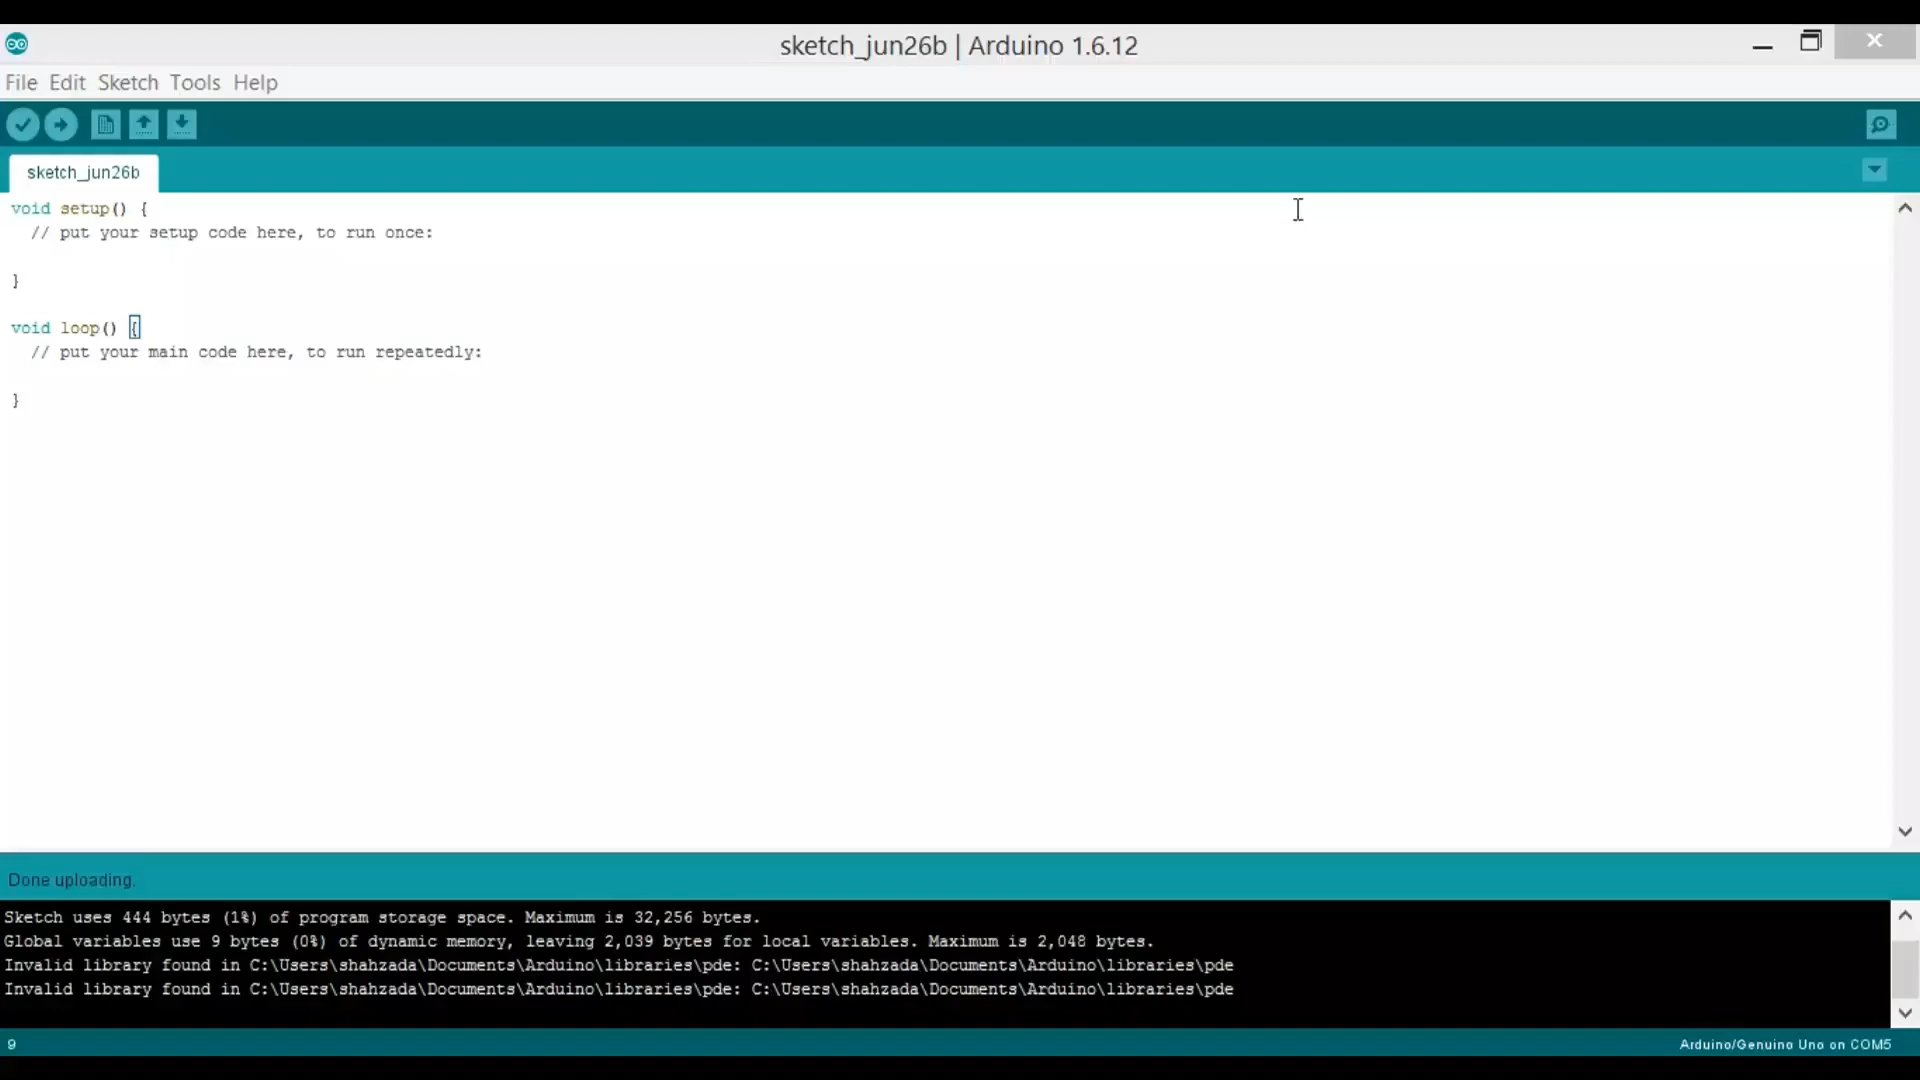 sketch_jun26b | Arduino 1.6.12
File Edit Sketch Tools Help
sketch_jun26b
void setup() {
  // put your setup code here, to run once:
}
void loop() {
  // put your main code here, to run repeatedly:
}
Done uploading.
Sketch uses 444 bytes (1%) of program storage space. Maximum is 32,256 bytes.
Global variables use 9 bytes (0%) of dynamic memory, leaving 2,039 bytes for local variables. Maximum is 2,048 bytes.
Invalid library found in C:\Users\shahzada\Documents\Arduino\libraries\pde: C:\Users\shahzada\Documents\Arduino\libraries\pde
Invalid library found in C:\Users\shahzada\Documents\Arduino\libraries\pde: C:\Users\shahzada\Documents\Arduino\libraries\pde
9
Arduino/Genuino Uno on COM5